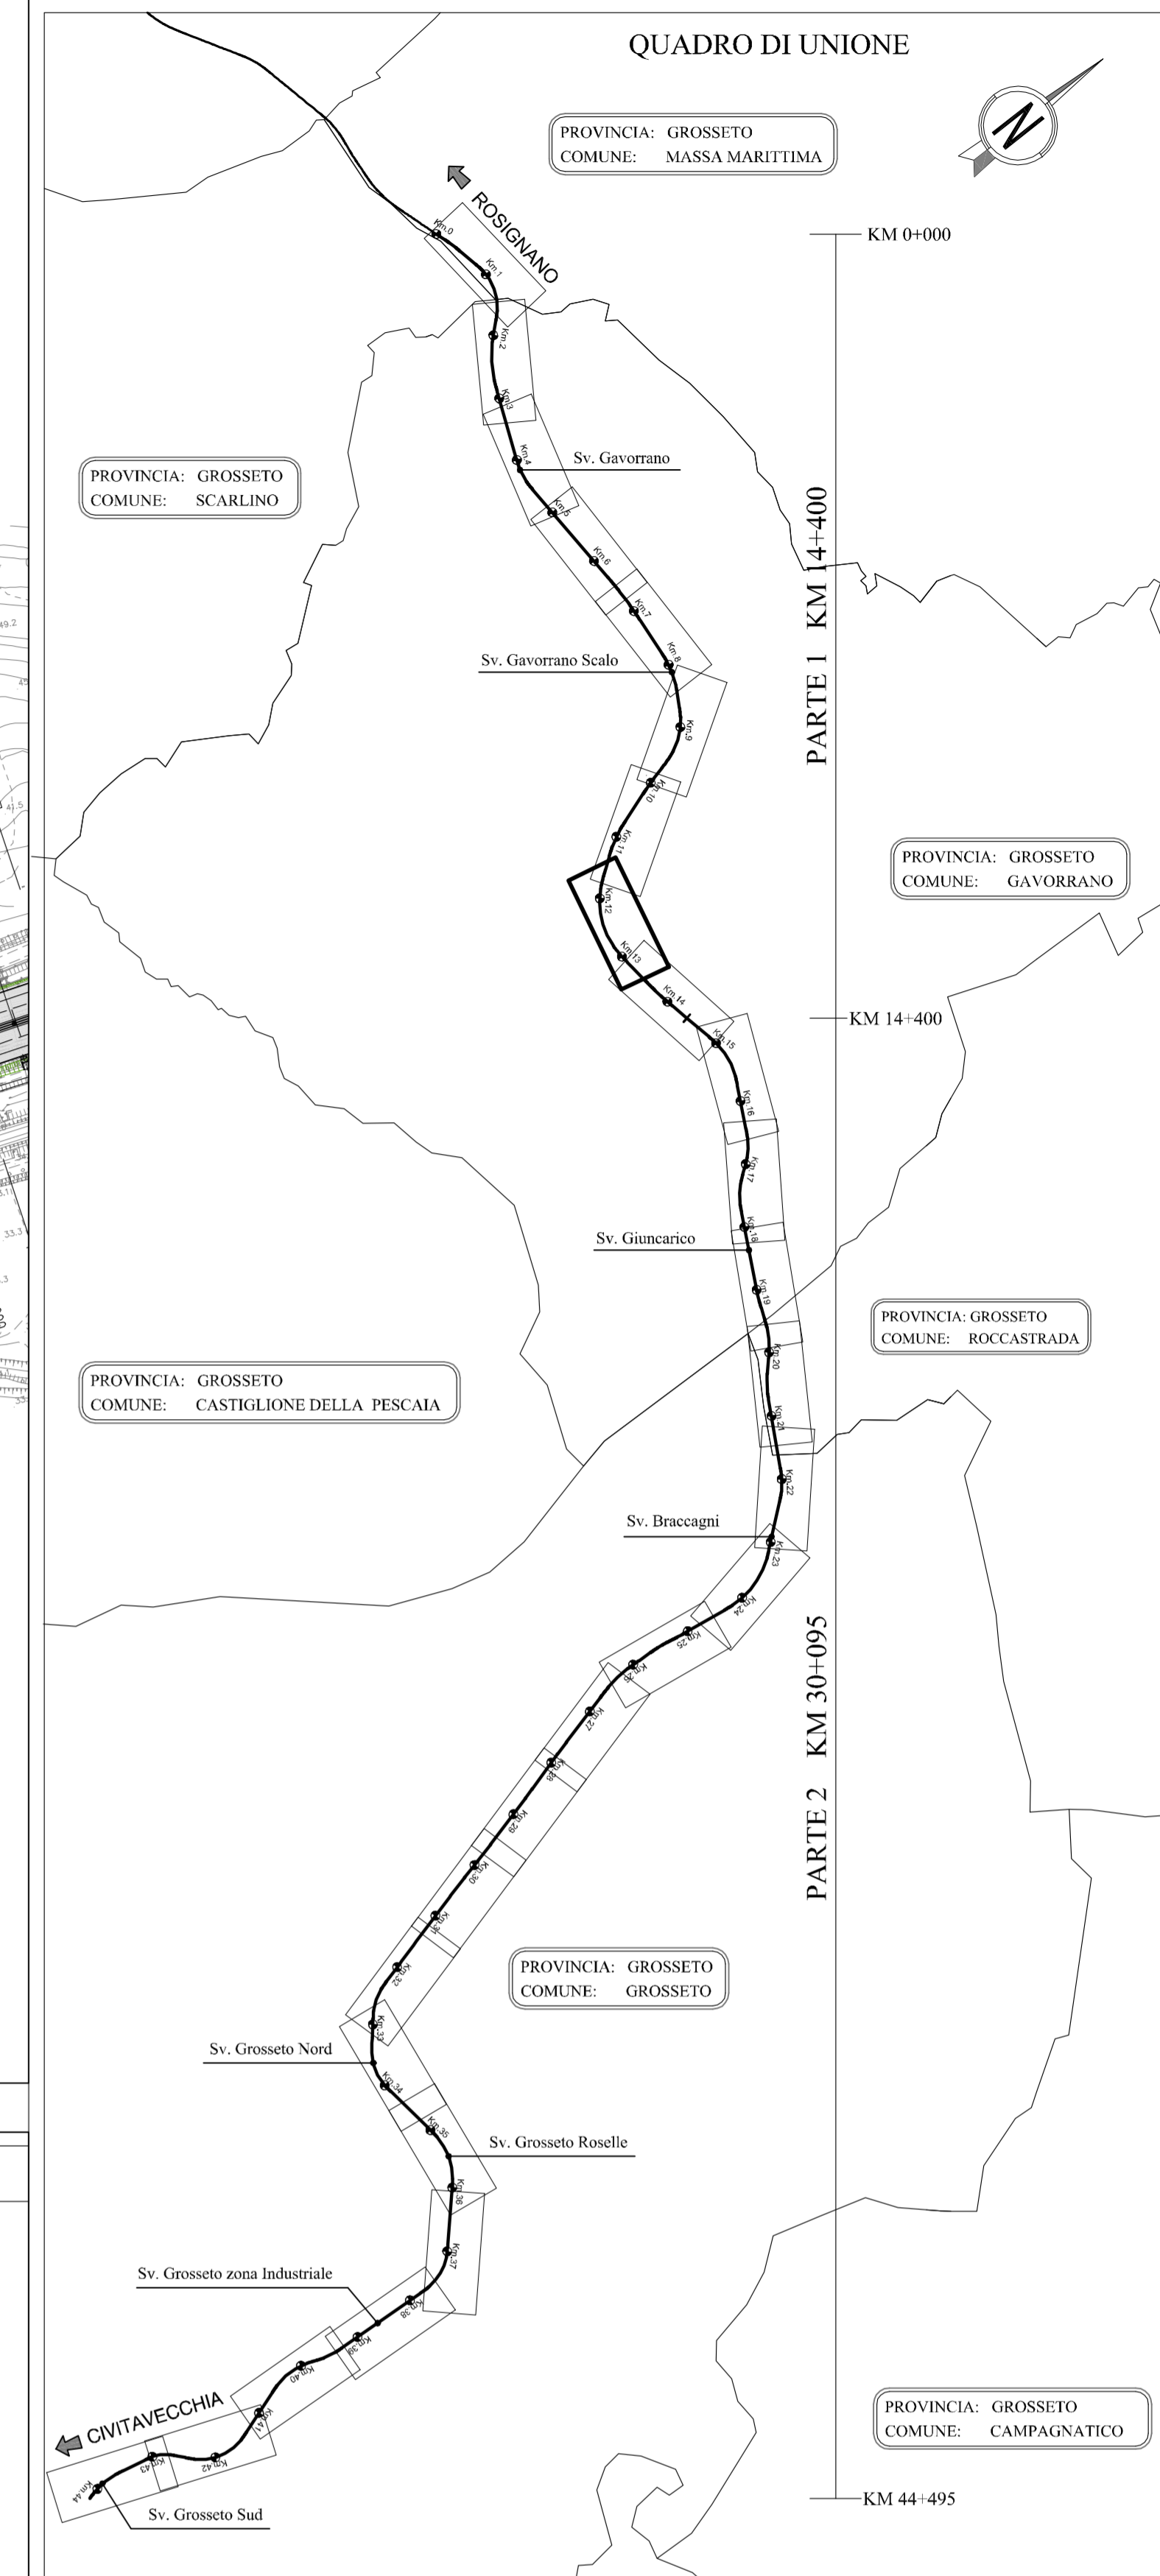 QUADRO DI UNIONE
N
PROVINCIA: GROSSETO
COMUNE: MASSA MARITTIMA
ROSIGNANO
KM 0+000
Km.0
Km.1
Km.2
Km.3
Km.4
Sv. Gavorrano
PROVINCIA: GROSSETO
COMUNE: SCARLINO
Km.5
Km.6
Km.7
PARTE 1 KM 14+400
Km.8
Sv. Gavorrano Scalo
Km.9
Km.10
Km.11
PROVINCIA: GROSSETO
COMUNE: GAVORRANO
Km.12
Km.13
Km.14
KM 14+400
Km.15
Km.16
Km.17
Km.18
Sv. Giuncarico
Km.19
PROVINCIA: GROSSETO
COMUNE: ROCCASTRADA
Km.20
PROVINCIA: GROSSETO
COMUNE: CASTIGLIONE DELLA PESCAIA
Km.21
Km.22
Sv. Braccagni
Km.23
Km.24
Km.25
Km.26
PARTE 2 KM 30+095
Km.27
Km.28
Km.29
Km.30
Km.31
Km.32
PROVINCIA: GROSSETO
COMUNE: GROSSETO
Km.33
Sv. Grosseto Nord
Km.34
Km.35
Sv. Grosseto Roselle
Km.36
Km.37
Sv. Grosseto zona Industriale
Km.38
Km.39
Km.40
Km.41
CIVITAVECCHIA
PROVINCIA: GROSSETO
COMUNE: CAMPAGNATICO
Km.42
Km.43
Km.44
Sv. Grosseto Sud
KM 44+495
49.2
41.5
33.3